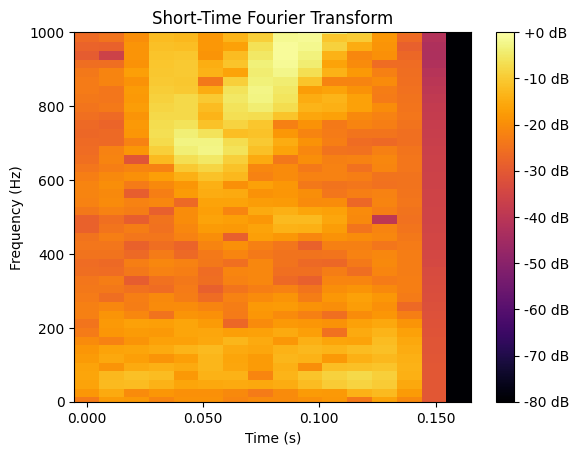 Short-Time Fourier Transform
1000
800
600
400
200
0
Frequency (Hz)
0.000
0.050
0.100
0.150
Time (s)
+0 dB
-10 dB
-20 dB
-30 dB
-40 dB
-50 dB
-60 dB
-70 dB
-80 dB